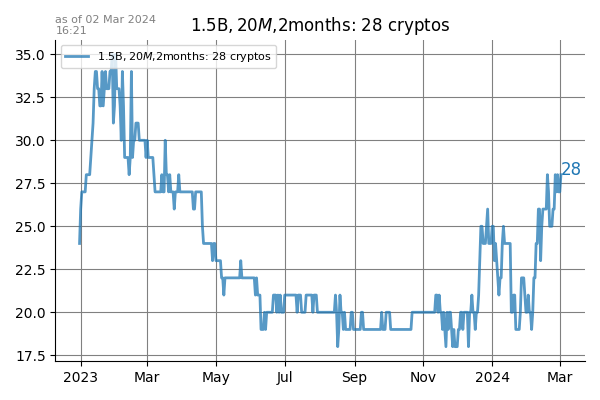 as of 02 Mar 2024
16:21
1.5B, 20M,2months: 28 cryptos
1.5B, 20M,2months: 28 cryptos
35.0
32.5
30.0
27.5
25.0
22.5
20.0
17.5
28
2023 Mar May Jul Sep Nov 2024 Mar